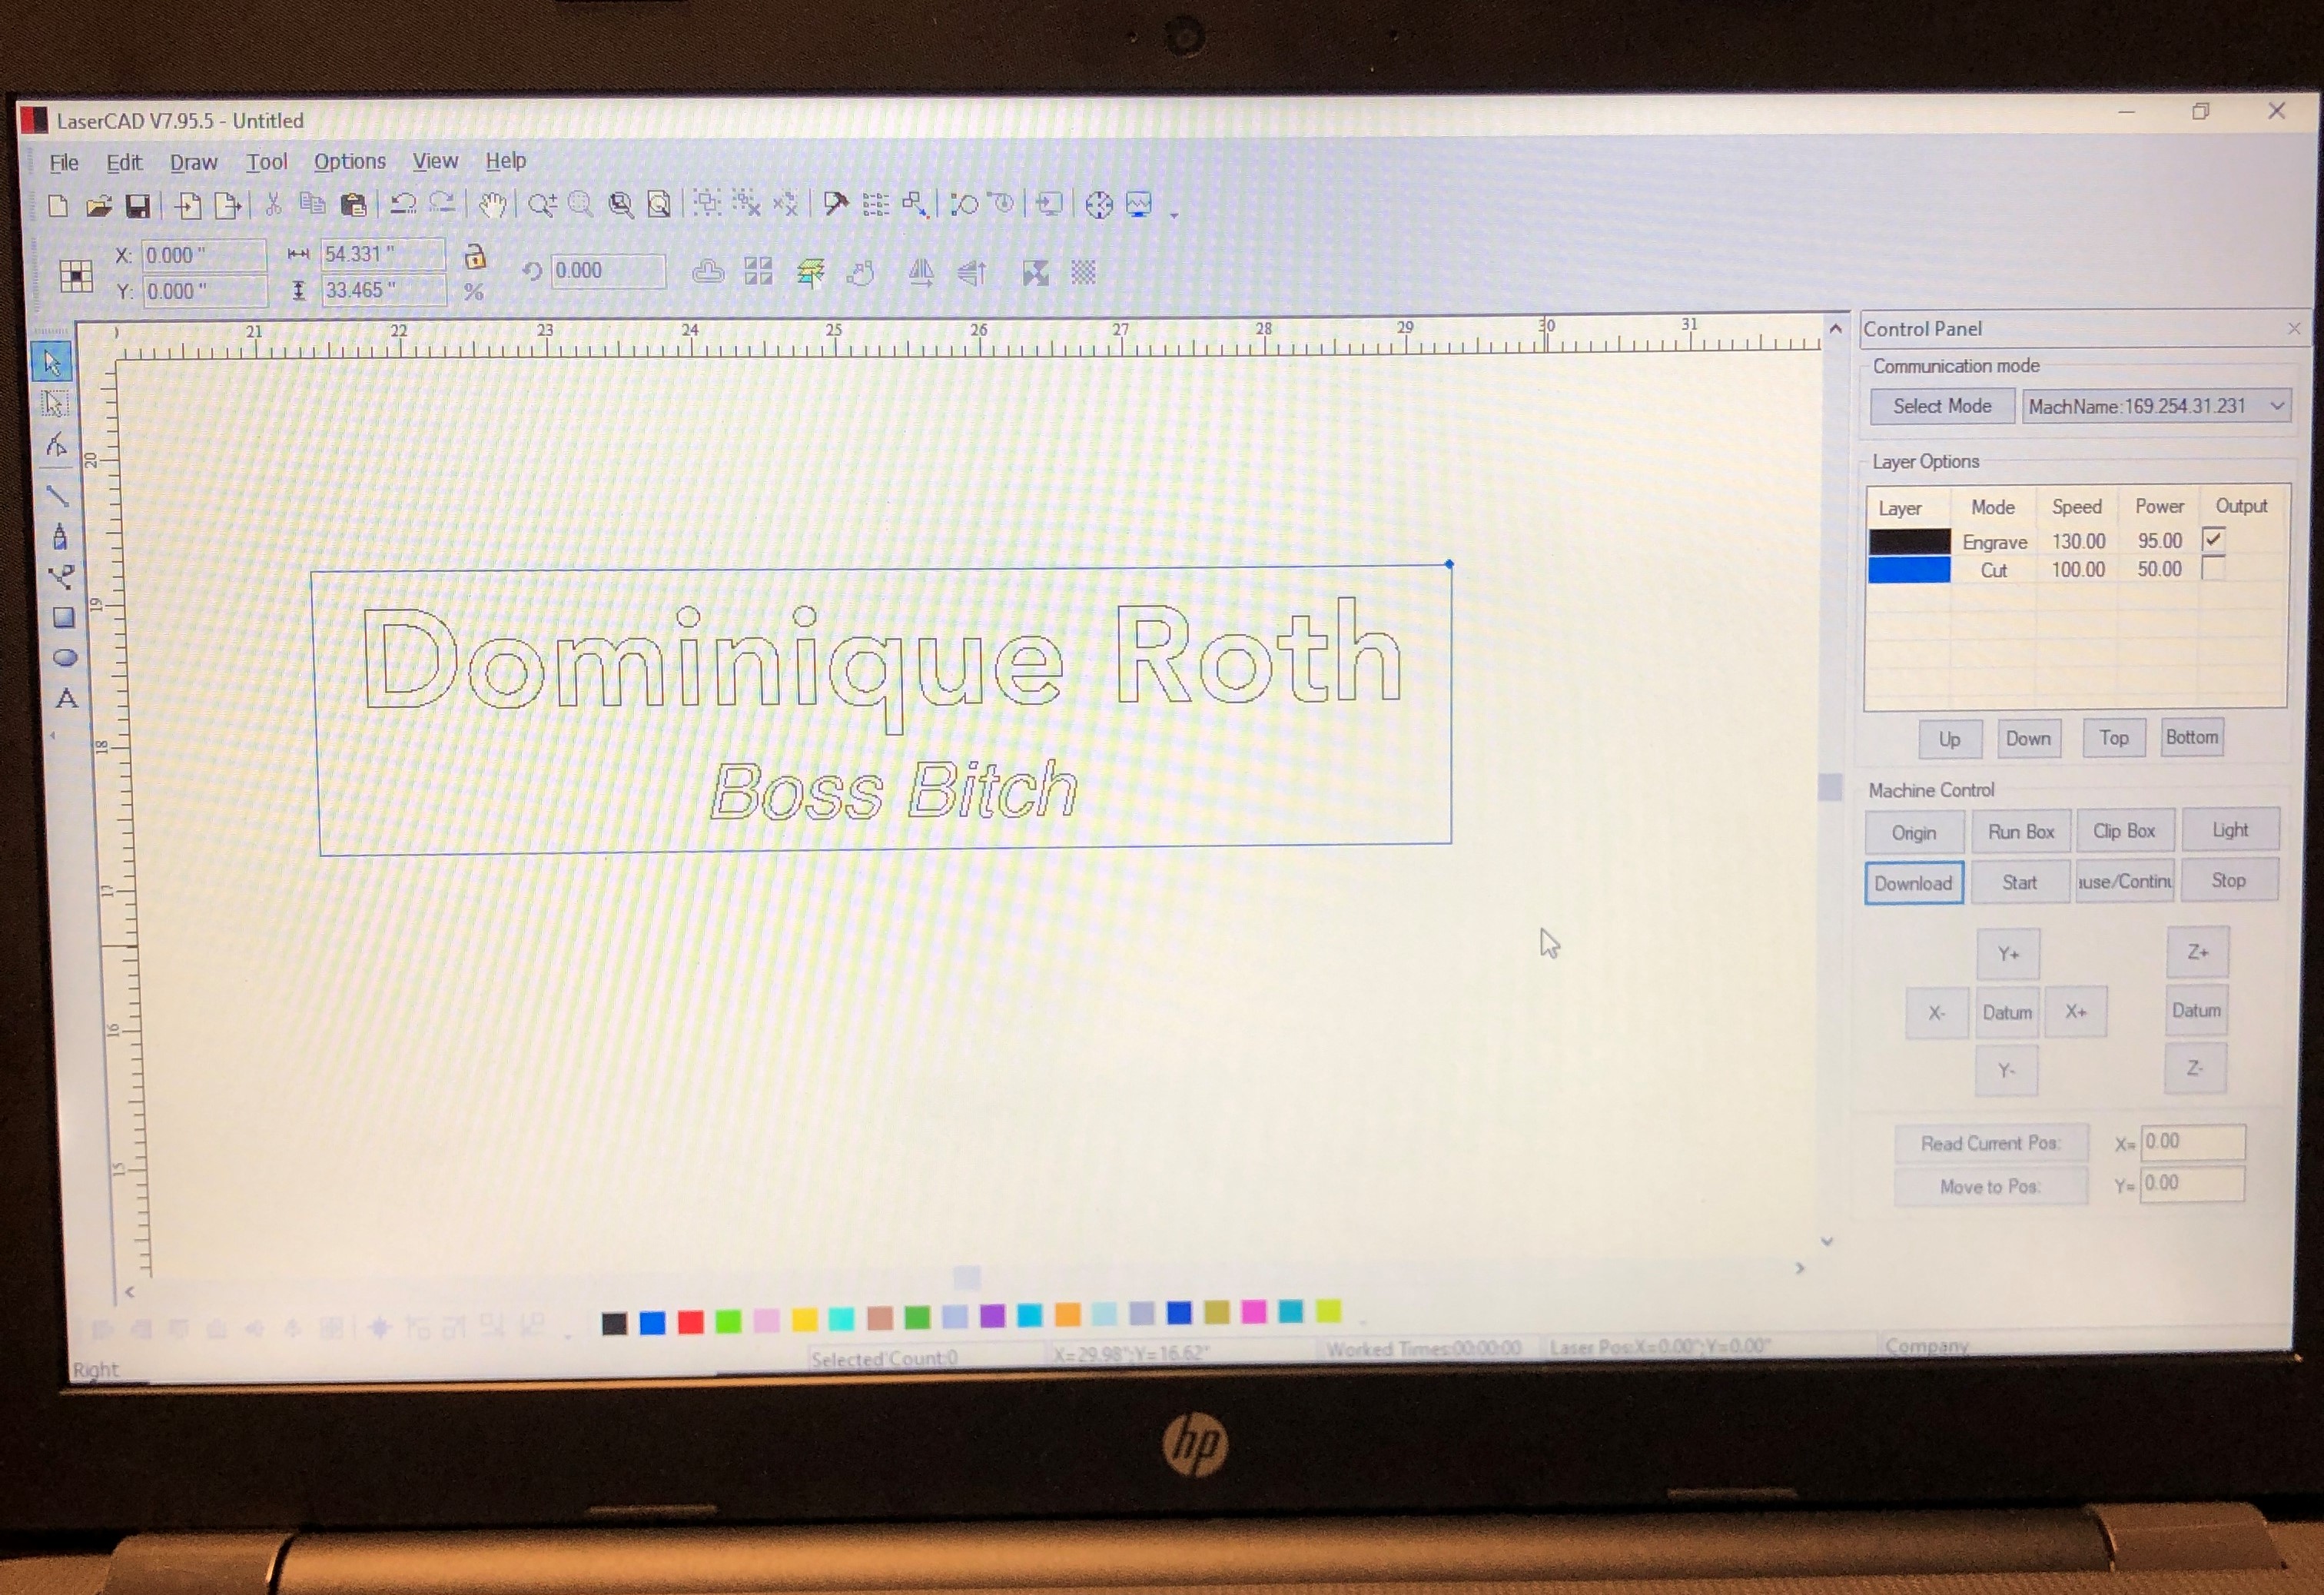 LaserCAD V7.95.5 - Untitled
File Edit Draw Tool Options View Help
X: 0.000 " 54.331 " 0.000
Y: 0.000 " 33.465 " %
21 22 23 24 25 26 27 28 29 30 31
20
19
18
17
16
15
A
Dominique Roth
Boss Bitch
Control Panel
Communication mode
Select Mode MachName:169.254.31.231
Layer Options
Layer Mode Speed Power Output
Engrave 130.00 95.00
Cut 100.00 50.00
Up Down Top Bottom
Machine Control
Origin Run Box Clip Box Light
Download Start use/Continu Stop
Y+ Z+
X- Datum X+ Datum
Y- Z-
Read Current Pos: X= 0.00
Move to Pos: Y= 0.00
Right Selected Count:0 X=29.98";Y=16.62" Worked Times:00:00:00 Laser Pos:X=0.00";Y=0.00" Company
hp